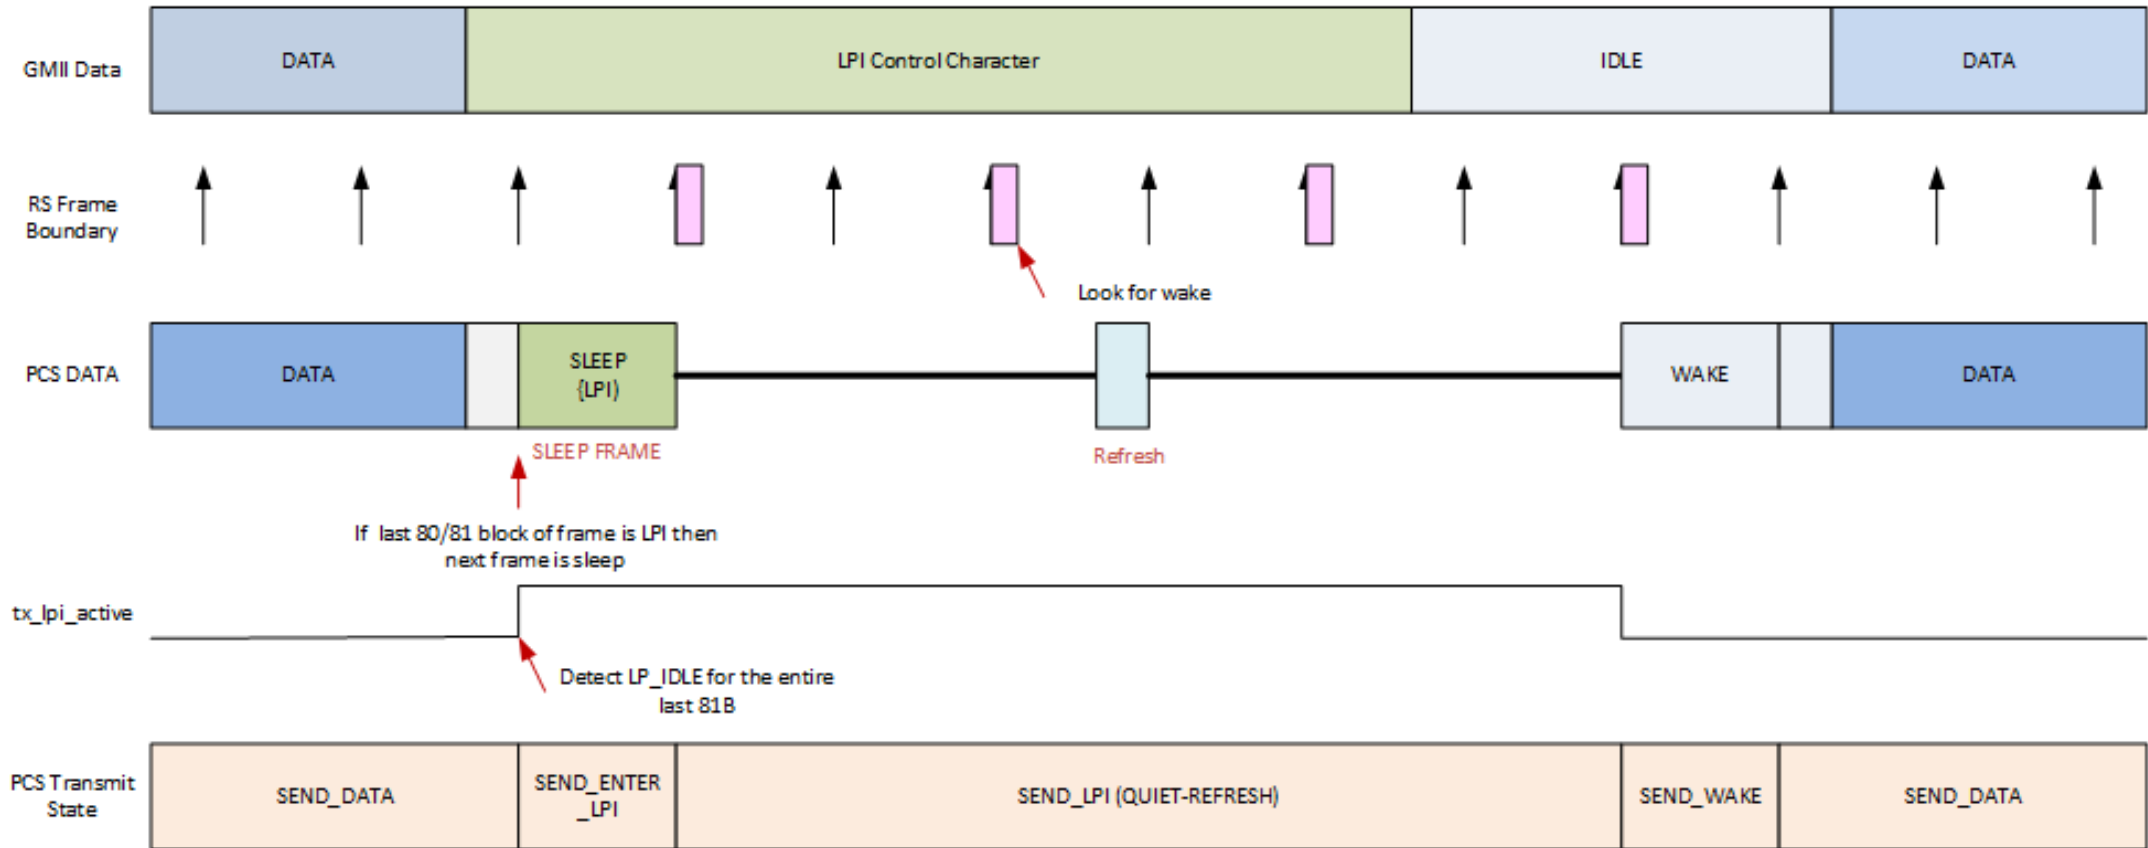 GMII Data
DATA
LPI Control Character
IDLE
DATA
RS Frame
Boundary
Look for wake
PCS DATA
DATA
SLEEP
{LPI)
WAKE
DATA
SLEEP FRAME
Refresh
If last 80/81 block of frame is LPI then
next frame is sleep
tx_lpi_active
Detect LP_IDLE for the entire
last 81B
PCS Transmit
State
SEND_DATA
SEND_ENTER
_LPI
SEND_LPI (QUIET-REFRESH)
SEND_WAKE
SEND_DATA